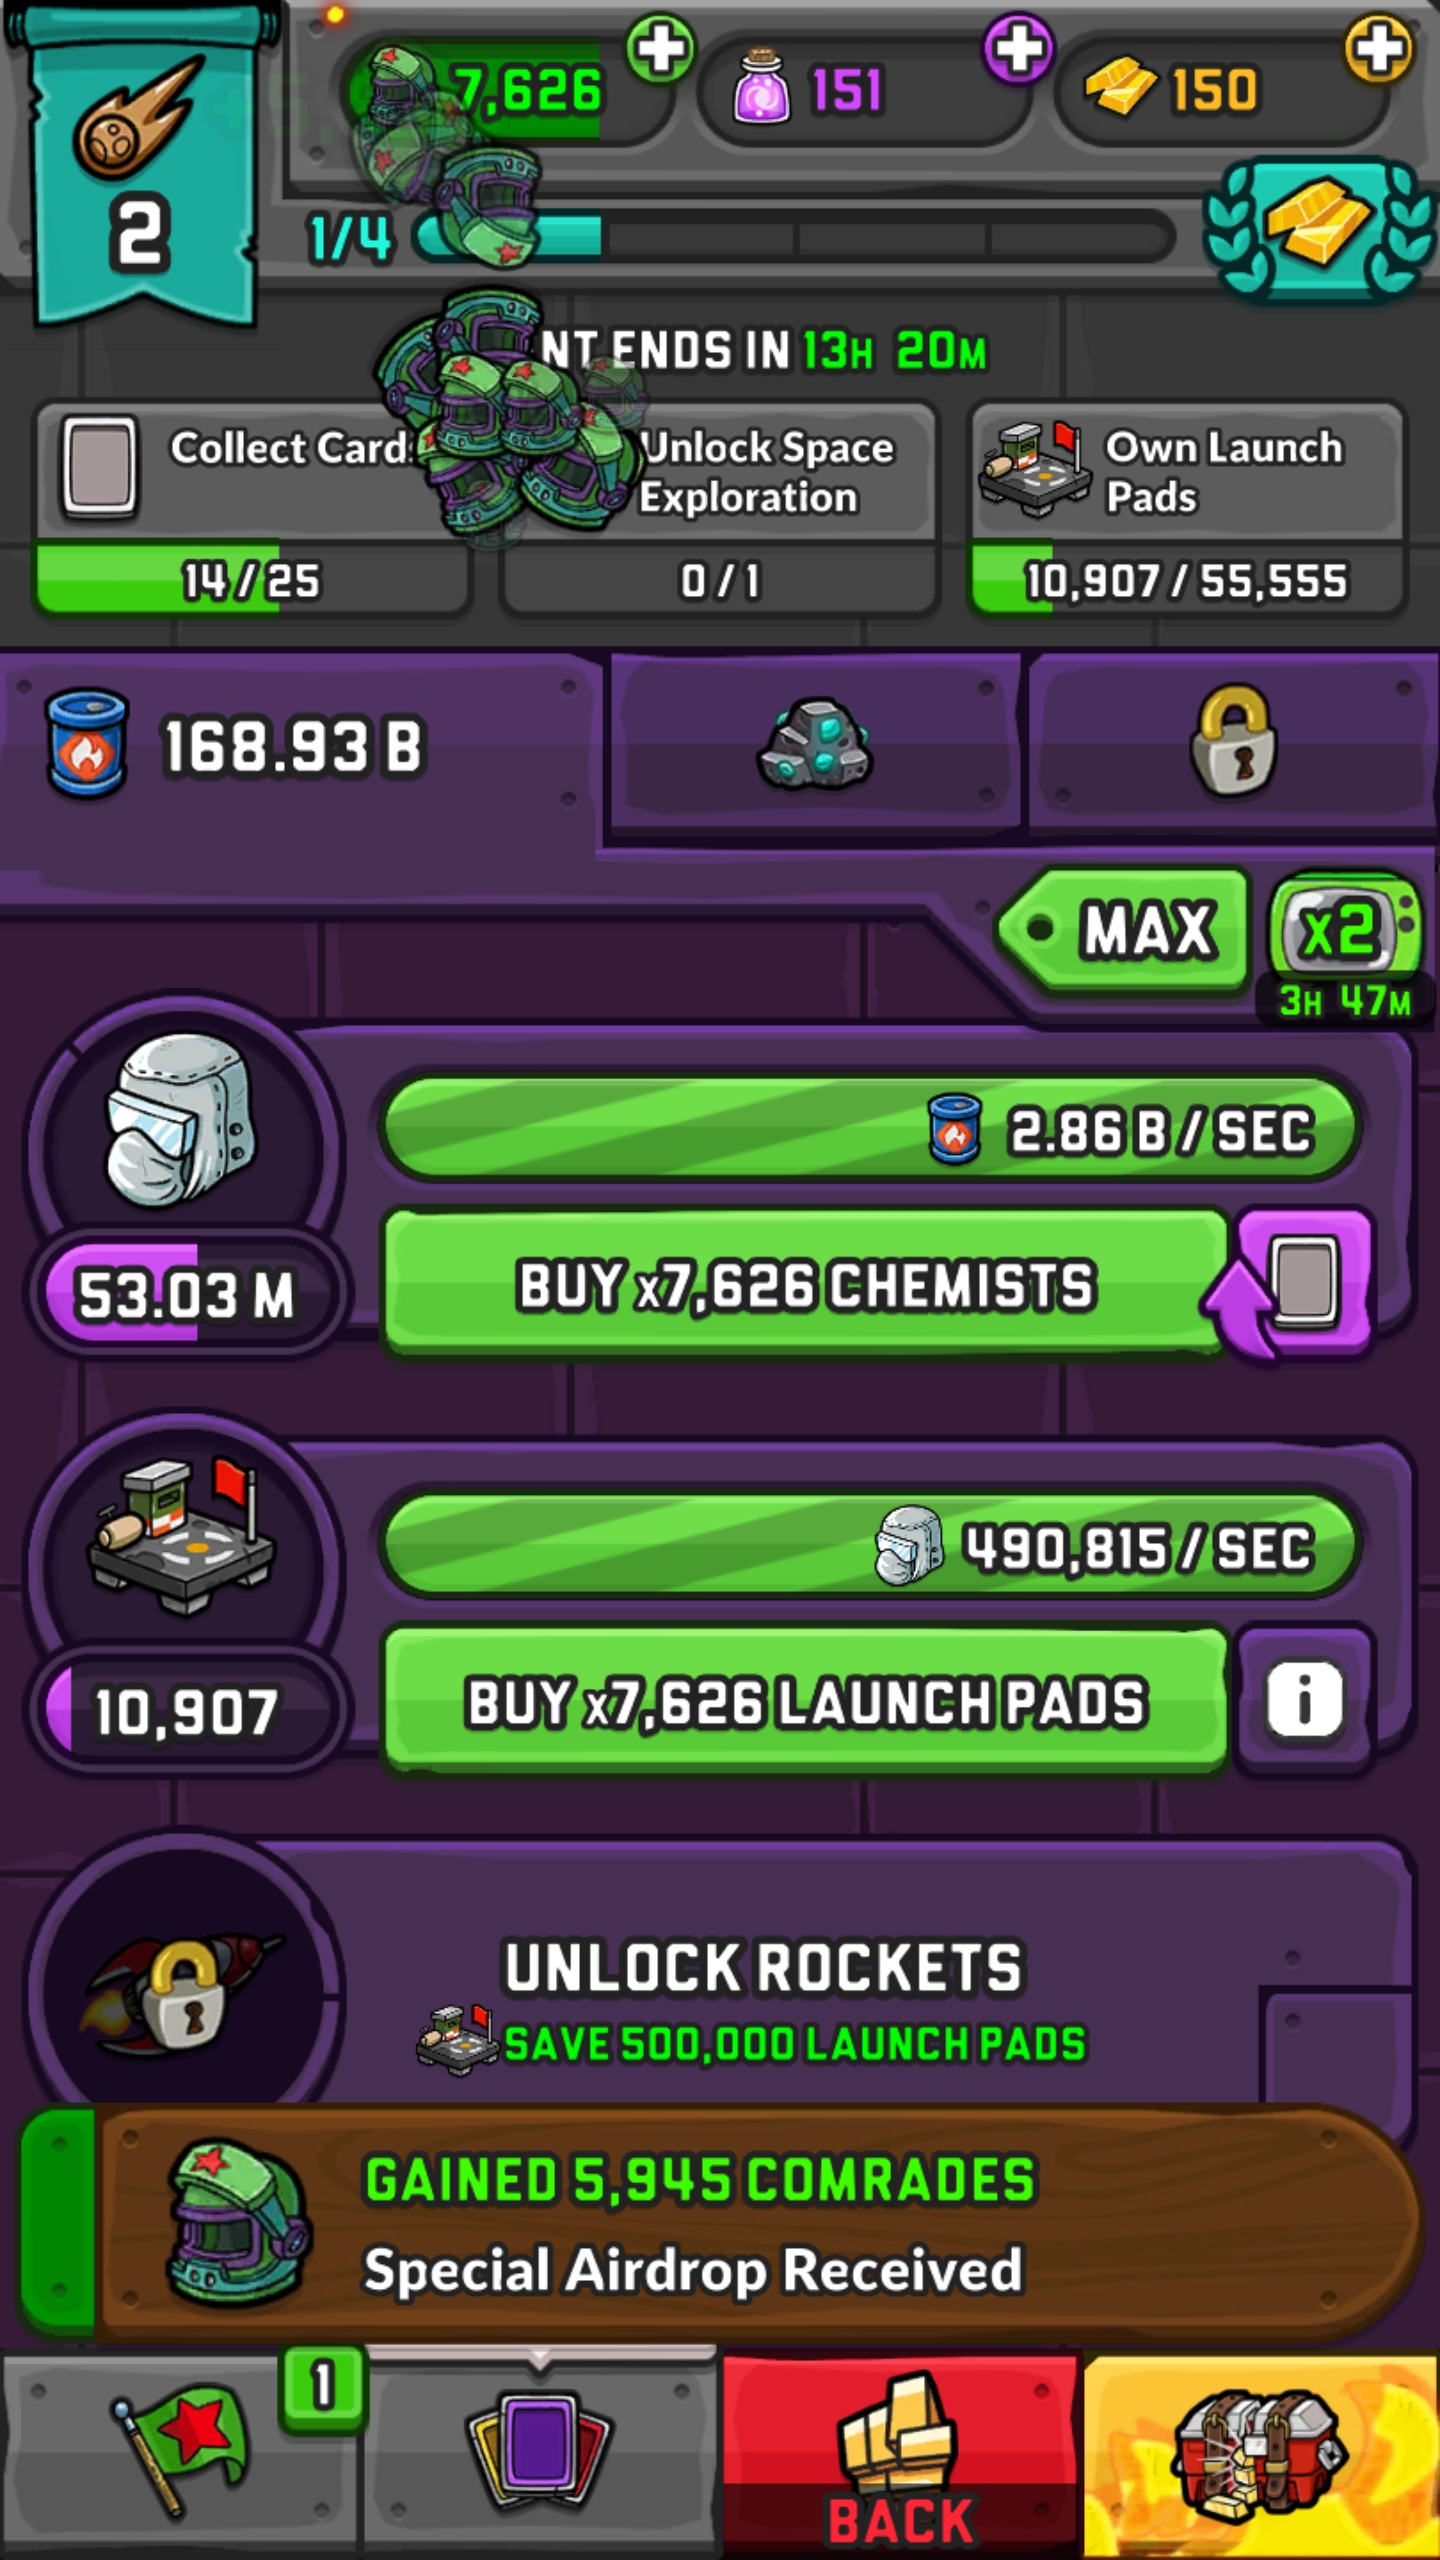 7,626
151
150
2
1/4
NT ENDS IN 13H 20M
Collect Card
Unlock Space
Exploration
Own Launch
Pads
14/25
0/1
10,907/55,555
168.93 B
MAX
x2
3H 47M
2.86 B/SEC
53.03 M
BUY x7,626 CHEMISTS
490,815/SEC
10,907
BUY x7,626 LAUNCH PADS
i
UNLOCK ROCKETS
SAVE 500,000 LAUNCH PADS
GAINED 5,945 COMRADES
Special Airdrop Received
1
BACK